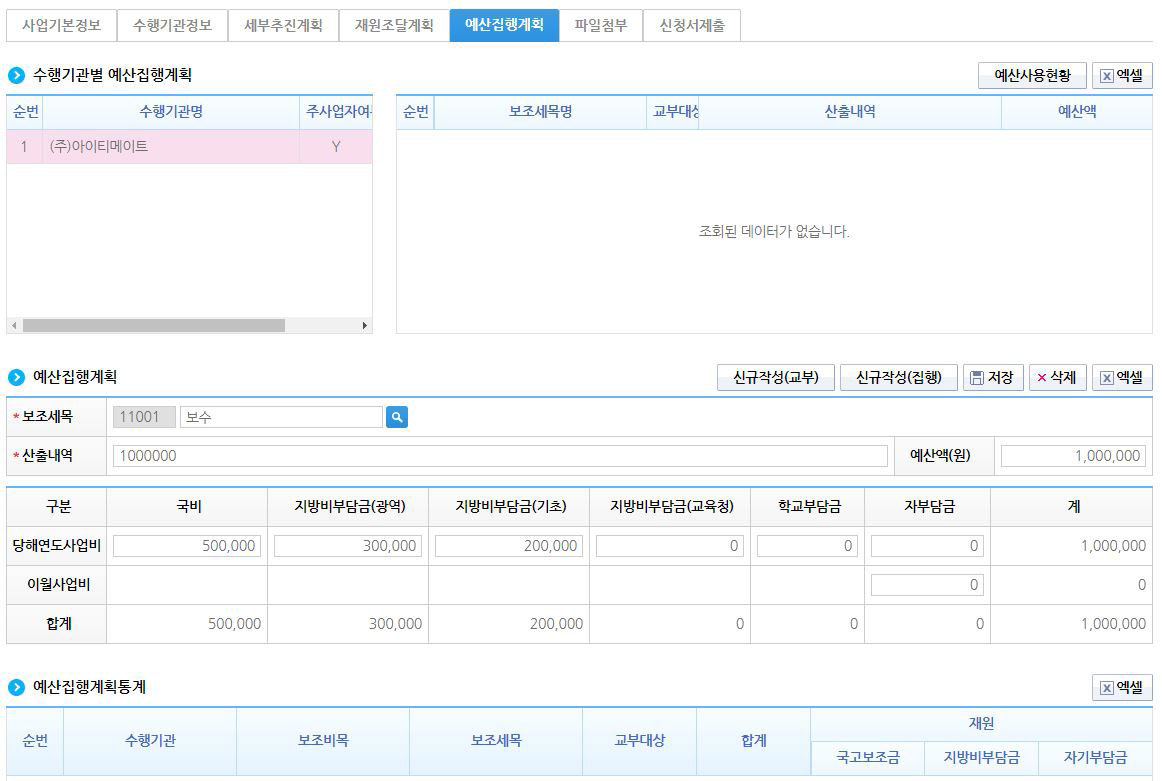 사업기본정보 수행기관정보 세부추진계획 재원조달계획 예산집행계획 파일첨부 신청서제출
수행기관별 예산집행계획 예산사용현황 엑셀
순번 수행기관명 주사업자여 순번 보조세목명 교부대상 산출내역 예산액
1 (주)아이티메이트 Y
조회된 데이터가 없습니다.
예산집행계획 신규작성(교부) 신규작성(집행) 저장 삭제 엑셀
*보조세목 11001 보수
*산출내역 1000000 예산액(원) 1,000,000
구분 국비 지방비부담금(광역) 지방비부담금(기초) 지방비부담금(교육청) 학교부담금 자부담금 계
당해연도사업비 500,000 300,000 200,000 0 0 0 1,000,000
이월사업비 0 0
합계 500,000 300,000 200,000 0 0 0 1,000,000
예산집행계획통계 엑셀
순번 수행기관 보조비목 보조세목 교부대상 합계 재원
국고보조금 지방비부담금 자기부담금